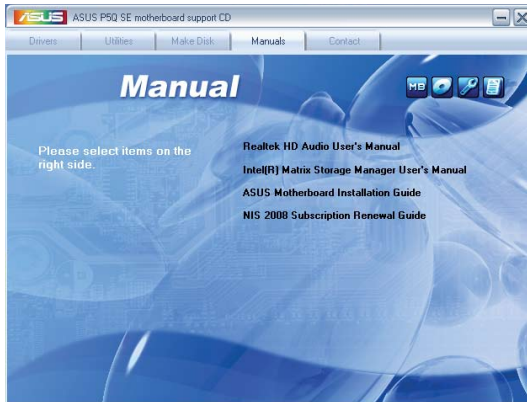 ASUS P5Q SE motherboard support CD
Drivers
Utilities
Make Disk
Manuals
Contact
Manual
MB
Please select items on the
right side.
Realtek HD Audio User's Manual
Intel(R) Matrix Storage Manager User's Manual
ASUS Motherboard Installation Guide
NIS 2008 Subscription Renewal Guide